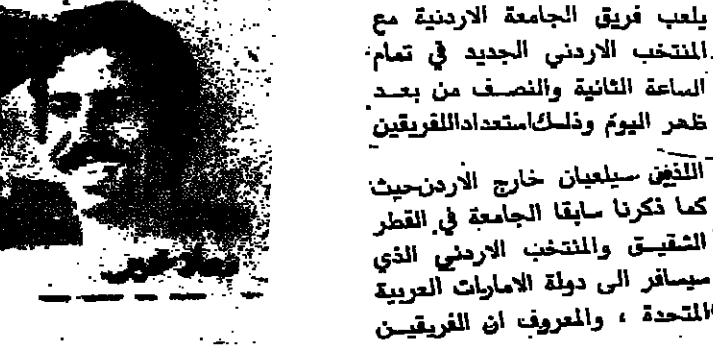 يلعب فريق الجامعة الاردنية مع
المنتخب الاردني الجديد في تمام
الساعة الثانية والنصف من بعد
ظهر اليوم وذلك استعدادا للفريقين
اللذين سيلعبان خارج الاردن حيث
كما ذكرنا سابقا الجامعة في القطر
الشقيق والمنتخب الاردني الذي
سيسافر الى دولة الامارات العربية
المتحدة ، والمعروف ان الفريقين